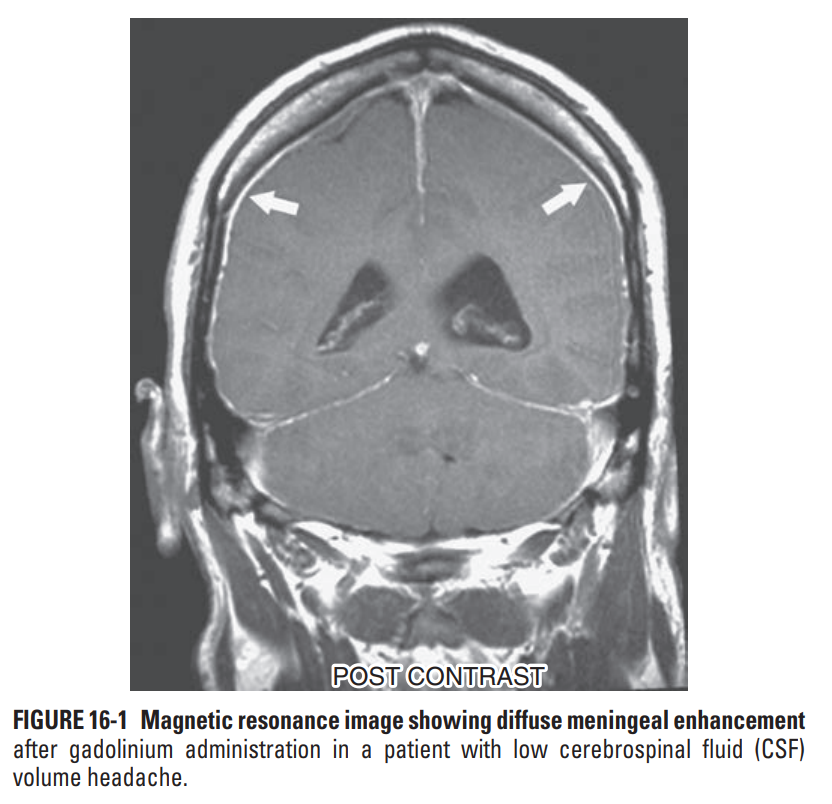 POST CONTRAST
FIGURE 16-1 Magnetic resonance image showing diffuse meningeal enhancement
after gadolinium administration in a patient with low cerebrospinal fluid (CSF)
volume headache.